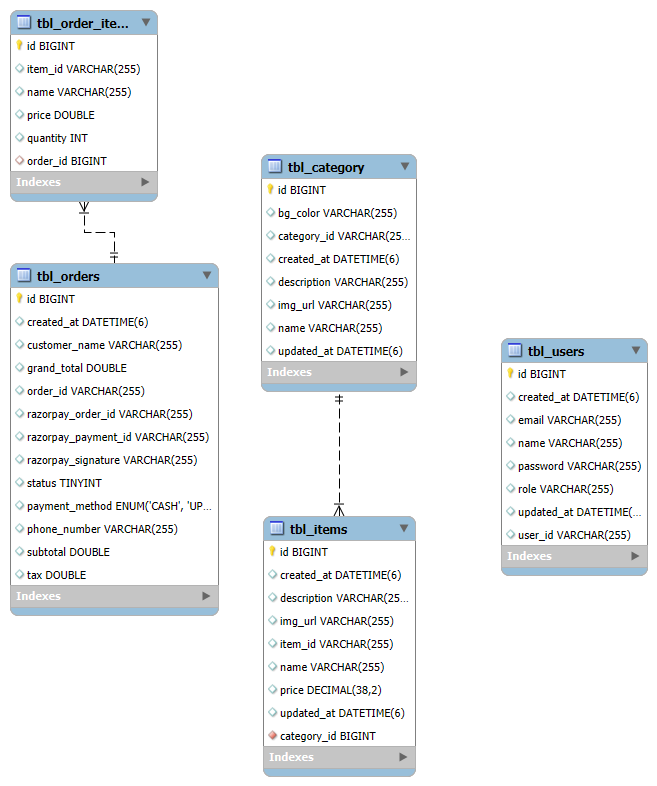 tbl_order_ite...
id BIGINT
item_id VARCHAR(255)
name VARCHAR(255)
price DOUBLE
quantity INT
order_id BIGINT
Indexes
tbl_orders
id BIGINT
created_at DATETIME(6)
customer_name VARCHAR(255)
grand_total DOUBLE
order_id VARCHAR(255)
razorpay_order_id VARCHAR(255)
razorpay_payment_id VARCHAR(255)
razorpay_signature VARCHAR(255)
status TINYINT
payment_method ENUM('CASH', 'UP...
phone_number VARCHAR(255)
subtotal DOUBLE
tax DOUBLE
Indexes
tbl_category
id BIGINT
bg_color VARCHAR(255)
category_id VARCHAR(25...
created_at DATETIME(6)
description VARCHAR(255)
img_url VARCHAR(255)
name VARCHAR(255)
updated_at DATETIME(6)
Indexes
tbl_items
id BIGINT
created_at DATETIME(6)
description VARCHAR(25...
img_url VARCHAR(255)
item_id VARCHAR(255)
name VARCHAR(255)
price DECIMAL(38,2)
updated_at DATETIME(6)
category_id BIGINT
Indexes
tbl_users
id BIGINT
created_at DATETIME(6)
email VARCHAR(255)
name VARCHAR(255)
password VARCHAR(255)
role VARCHAR(255)
updated_at DATETIME(...
user_id VARCHAR(255)
Indexes